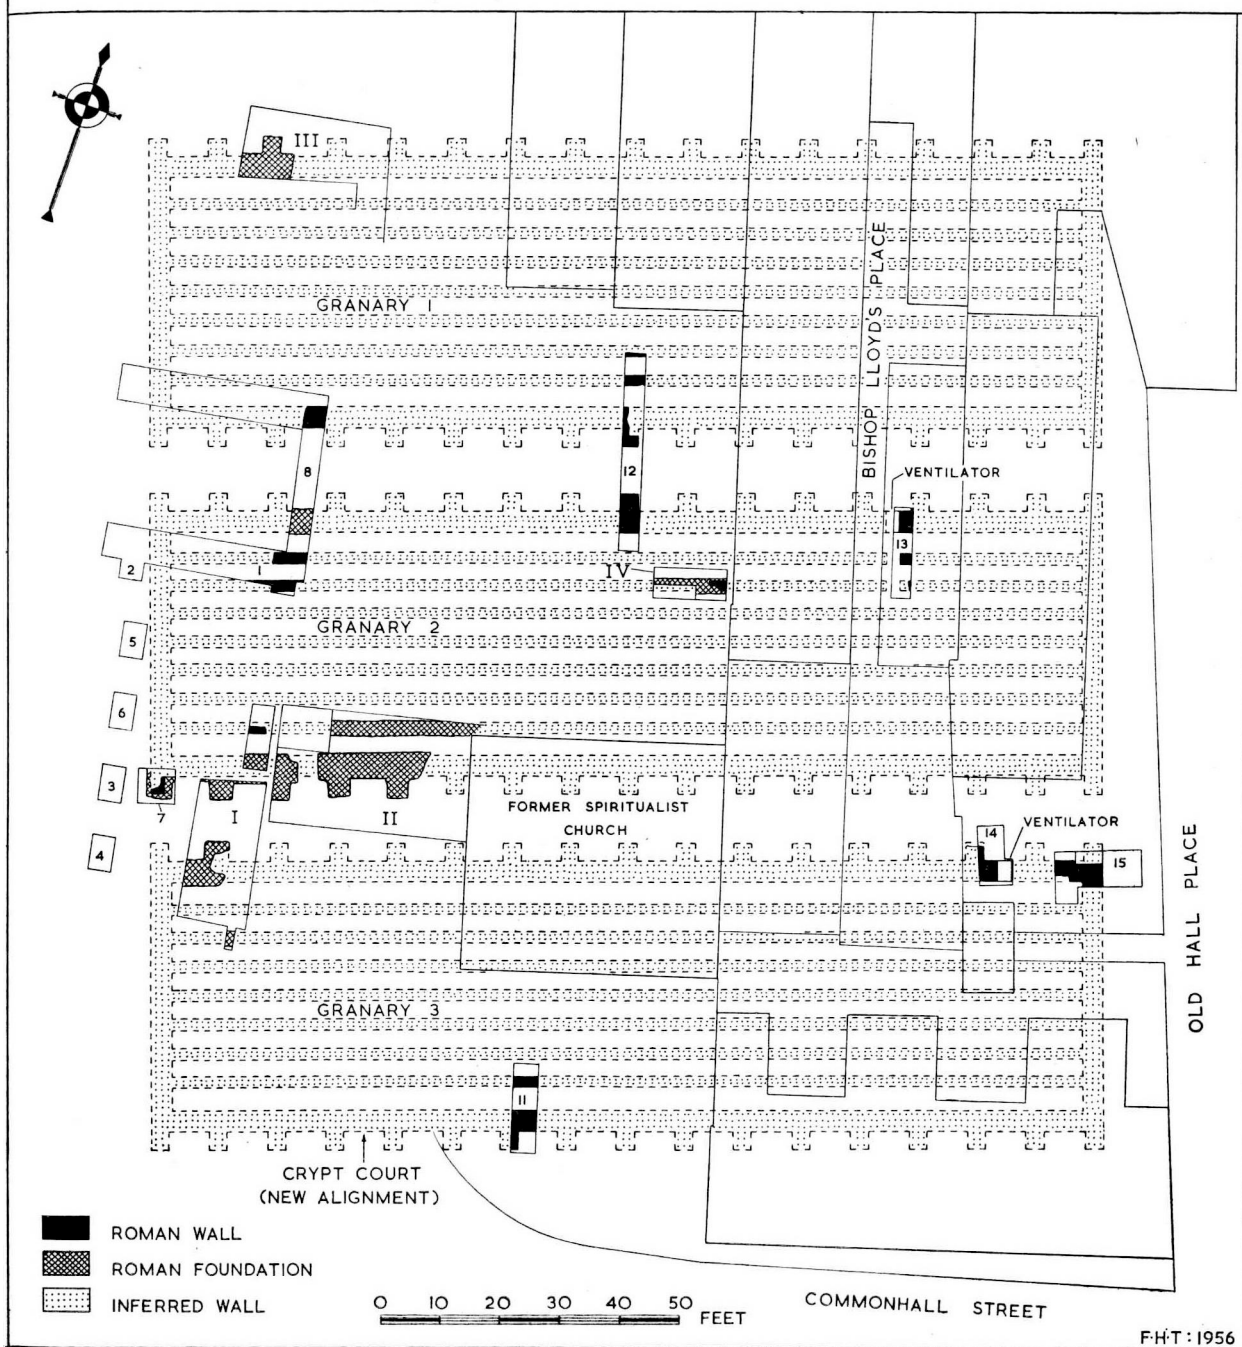 III
GRANARY 1
BISHOP LLOYD'S PLACE
8
12
VENTILATOR
13
1
2
IV
5
GRANARY 2
6
3
7
I
II
FORMER SPIRITUALIST
CHURCH
4
14
VENTILATOR
15
OLD HALL PLACE
GRANARY 3
11
CRYPT COURT
(NEW ALIGNMENT)
ROMAN WALL
ROMAN FOUNDATION
INFERRED WALL
0 10 20 30 40 50 FEET
COMMONHALL STREET
F·H·T : 1956